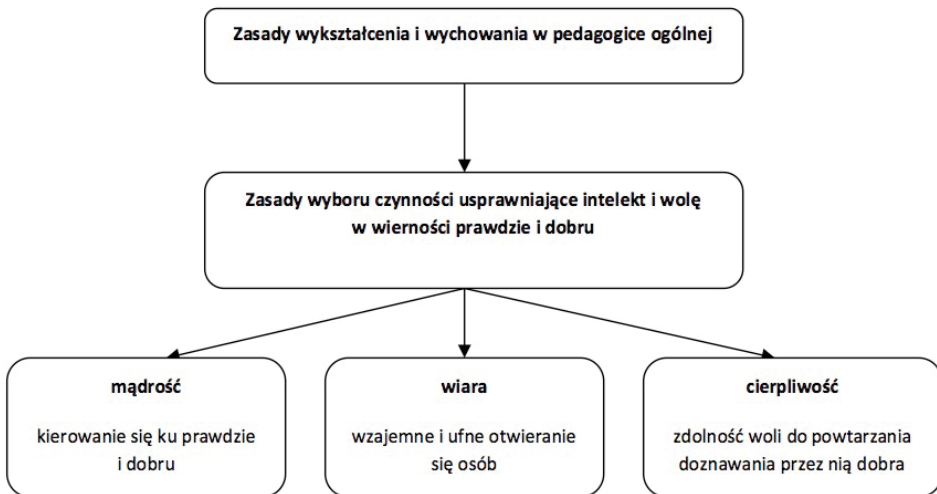 Zasady wykształcenia i wychowania w pedagogice ogólnej
Zasady wyboru czynności usprawniające intelekt i wolę
w wierności prawdzie i dobru
mądrość
kierowanie się ku prawdzie
i dobru
wiara
wzajemne i ufne otwieranie
się osób
cierpliwość
zdolność woli do powtarzania
doznawania przez nią dobra